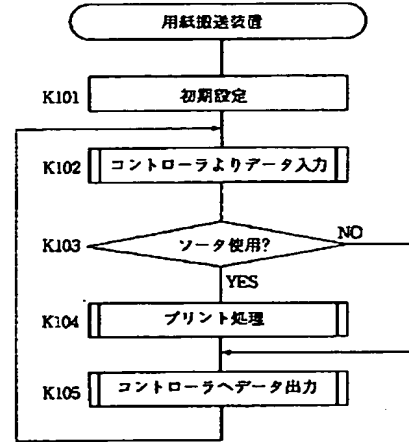 用紙搬送装置
K101 初期設定
K102 コントローラよりデータ入力
K103 ソータ使用? NO
YES
K104 プリント処理
K105 コントローラへデータ出力